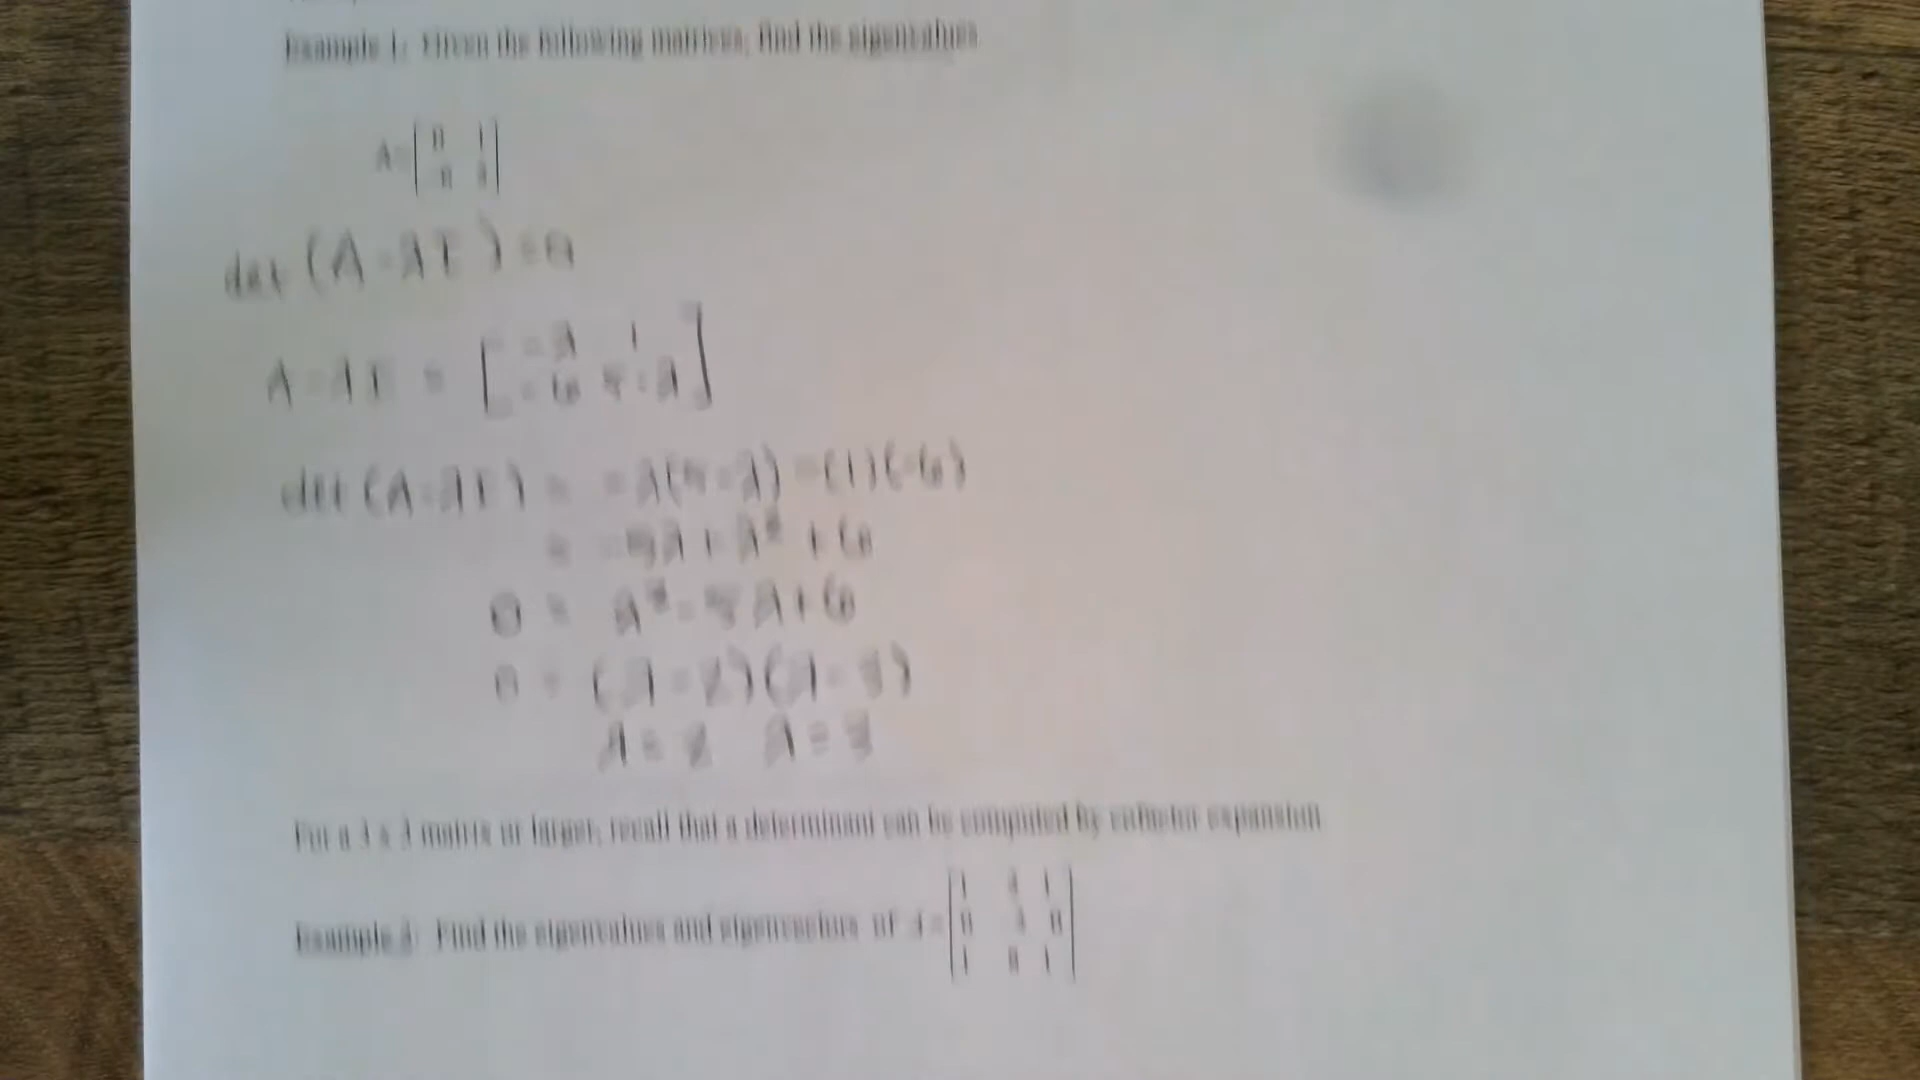 Example 1: Given the following matrices, find the eigenvalues
A=
det (A-λI) = 0
A-λI = [-λ 1
-6 5-λ]
det (A-λI) = -λ(5-λ) -(1)(-6)
= -5λ+λ² +6
0 = λ²-5λ+6
0 = (λ-2)(λ-3)
λ=2 λ=3
For a 3 x 3 matrix or larger, recall that a determinant can be computed by cofactor expansion
Find the eigenvalues and eigenvectors of